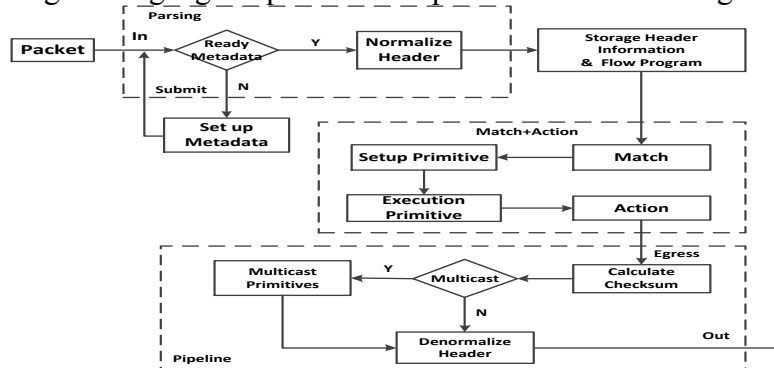 Parsing
In
Packet
Ready
Metadata
Y
Normalize
Header
Storage Header
Information
& Flow Program
Submit
N
Set up
Metadata
Match+Action
Setup Primitive
Match
Execution
Primitive
Action
Egress
Multicast
Primitives
Y
Multicast
Calculate
Checksum
N
Denormalize
Header
Out
Pipeline